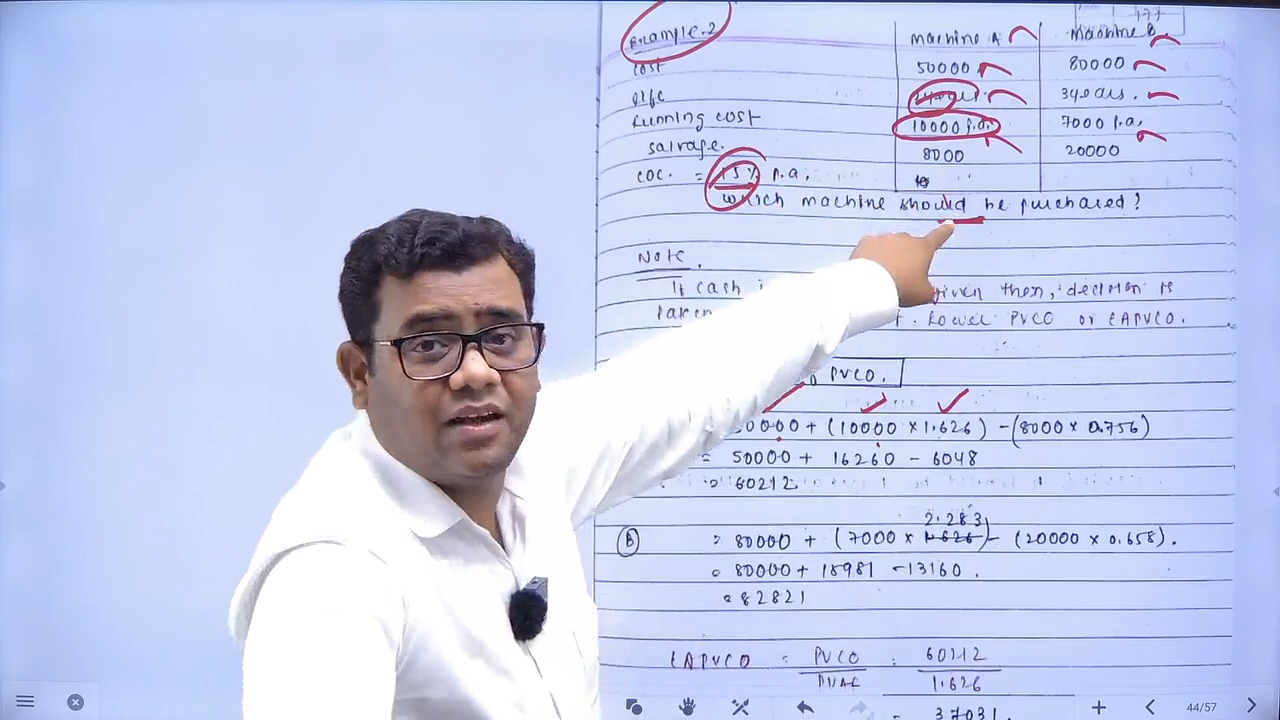 177
Example-2 Machine A Machine B
Cost 50000 80000
life 3 years.
Running cost 10000 p.a. 7000 p.a.
Salvage. 8000 20000
COC. = 15% p.a.
which machine should be purchased?
Note.
If cash given then, decision is
taken . Lower PVCO or EAPVCO.
PVCO.
50000 + (10000 × 1.626) - (8000 × 0.756)
= 50000 + 16260 - 6048
= 60212
(B) = 80000 + (7000 × 2.283) - (20000 × 0.658).
= 80000 + 15981 - 13160.
= 82821
EAPVCO = PVCO : 60212
PVAF 1.626
= 37031.
44/57